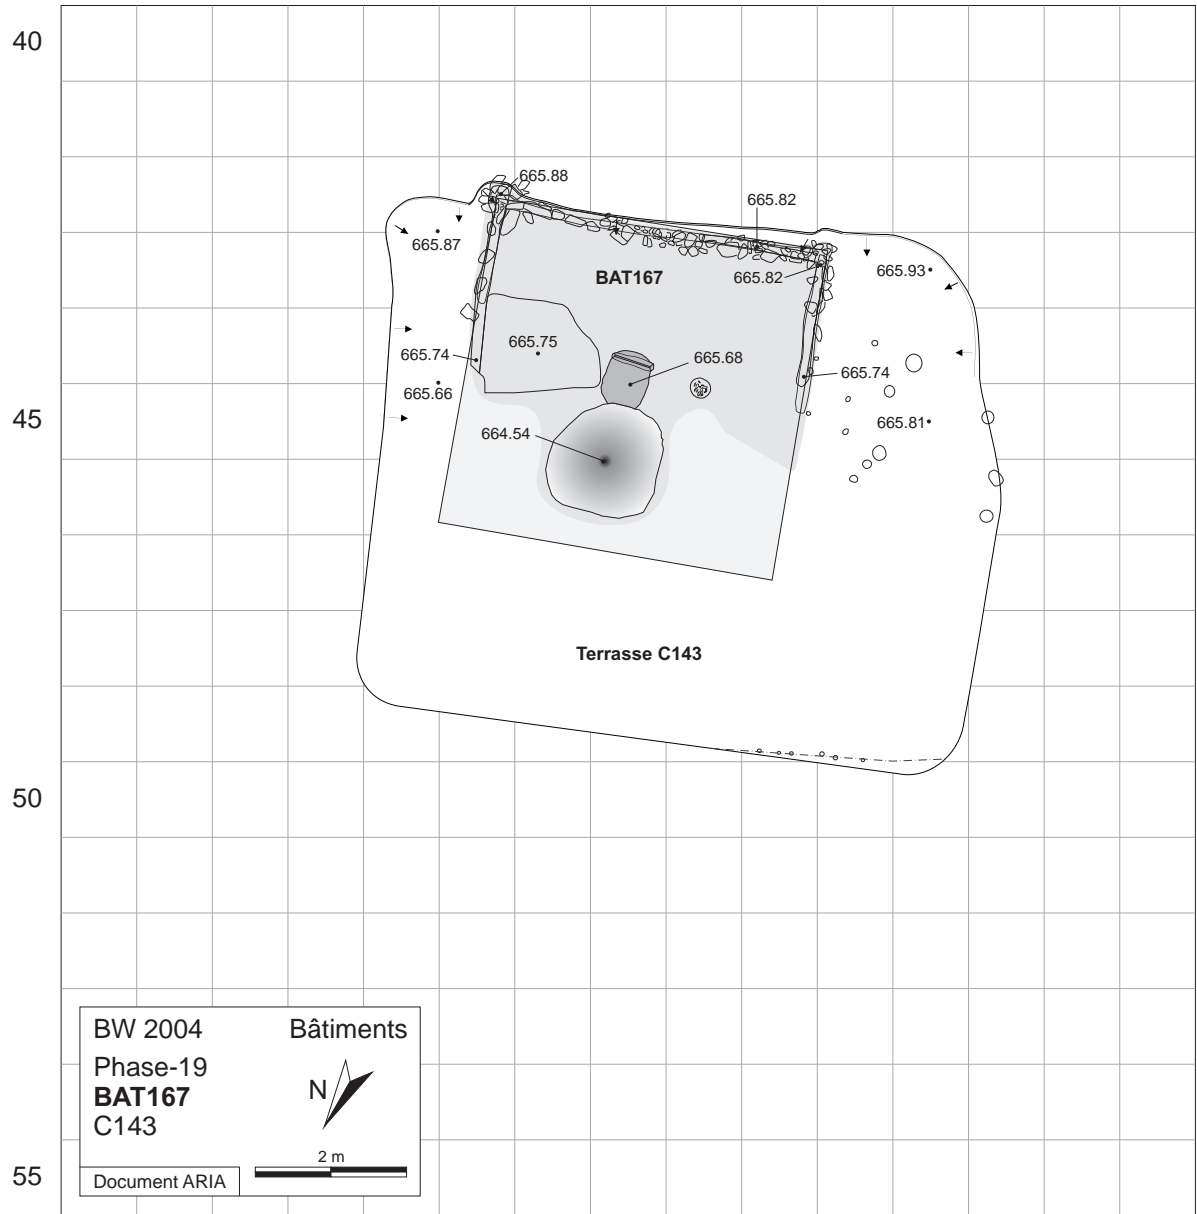 40
665.88
665.82
665.87
BAT167
665.82
665.93
665.75
665.74
665.68
665.74
665.66
45
665.81
664.54
Terrasse C143
50
BW 2004 Bâtiments
Phase-19
BAT167
C143
N
2 m
Document ARIA
55